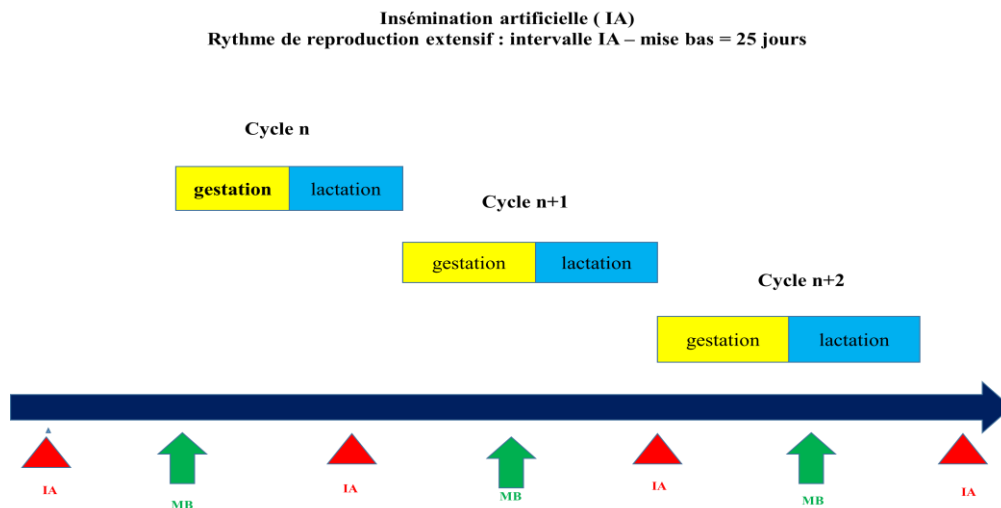 Insémination artificielle ( IA)
Rythme de reproduction extensif : intervalle IA – mise bas = 25 jours
Cycle n
gestation lactation
Cycle n+1
gestation lactation
Cycle n+2
gestation lactation
IA MB IA MB IA MB IA